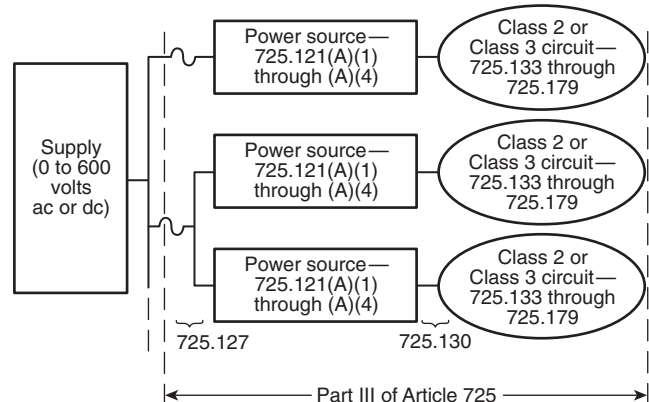 Supply
(0 to 600
volts
ac or dc)
Power source—
725.121(A)(1)
through (A)(4)
Class 2 or
Class 3 circuit—
725.133 through
725.179
Power source—
725.121(A)(1)
through (A)(4)
Class 2 or
Class 3 circuit—
725.133 through
725.179
Power source—
725.121(A)(1)
through (A)(4)
Class 2 or
Class 3 circuit—
725.133 through
725.179
725.127
725.130
Part III of Article 725